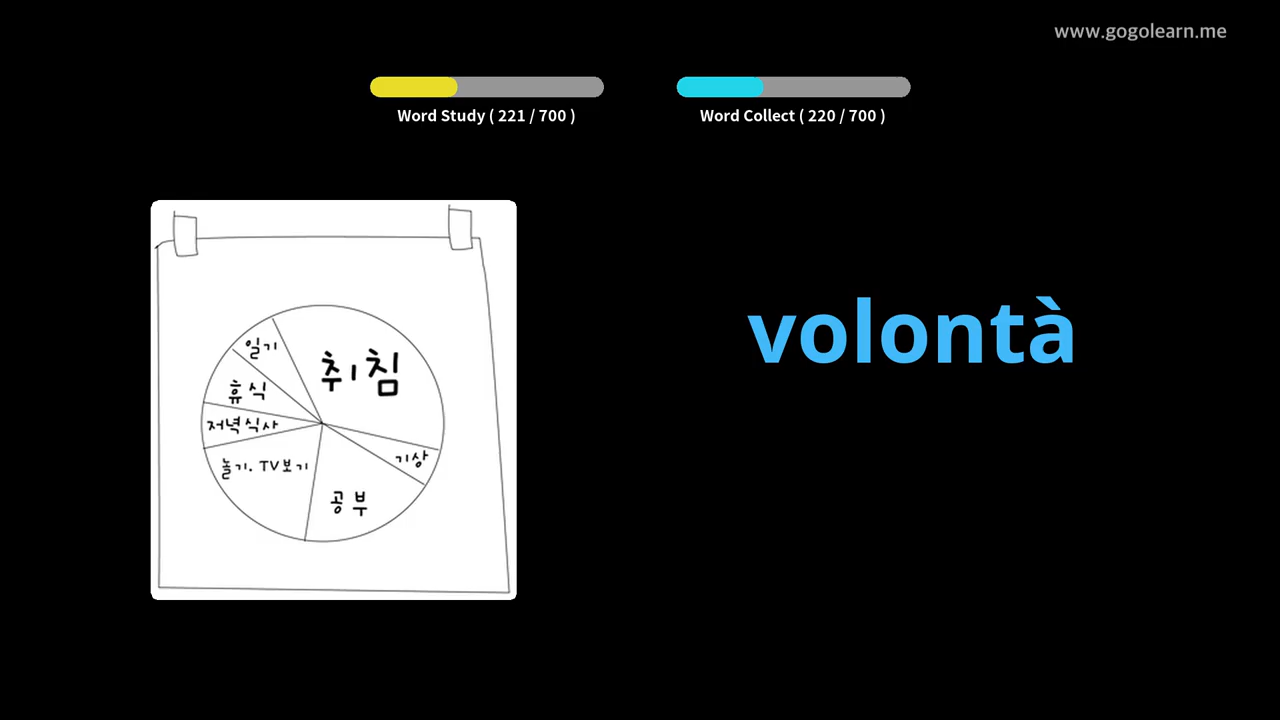 www.gogolearn.me
Word Study ( 221 / 700 )
Word Collect ( 220 / 700 )
일기
취침
휴식
저녁식사
놀기. TV보기
기상
공부
volontà